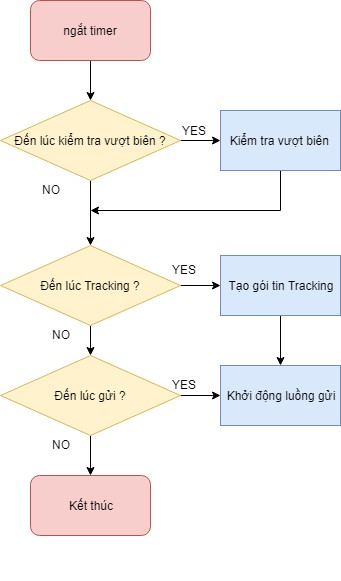 ngắt timer
Đến lúc kiểm tra vượt biên ?
YES
Kiểm tra vượt biên
NO
Đến lúc Tracking ?
YES
Tạo gói tin Tracking
NO
Đến lúc gửi ?
YES
Khởi động luồng gửi
NO
Kết thúc